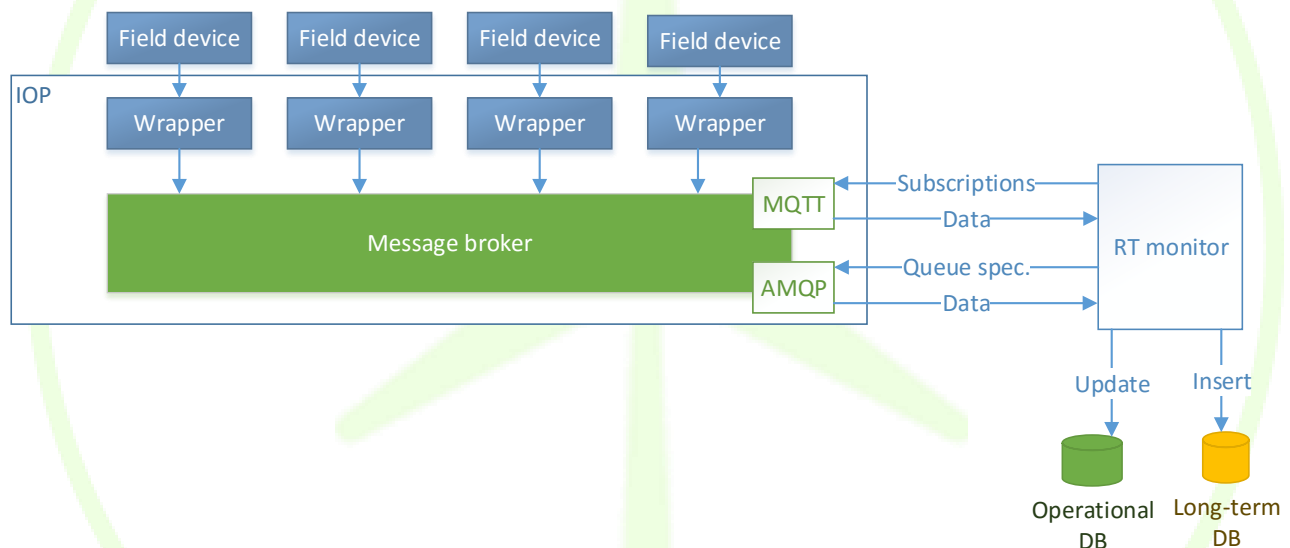 Field device
Field device
Field device
Field device
IOP
Wrapper
Wrapper
Wrapper
Wrapper
MQTT
Subscriptions
Data
Message broker
RT monitor
AMQP
Queue spec.
Data
Update
Insert
Operational
DB
Long-term
DB